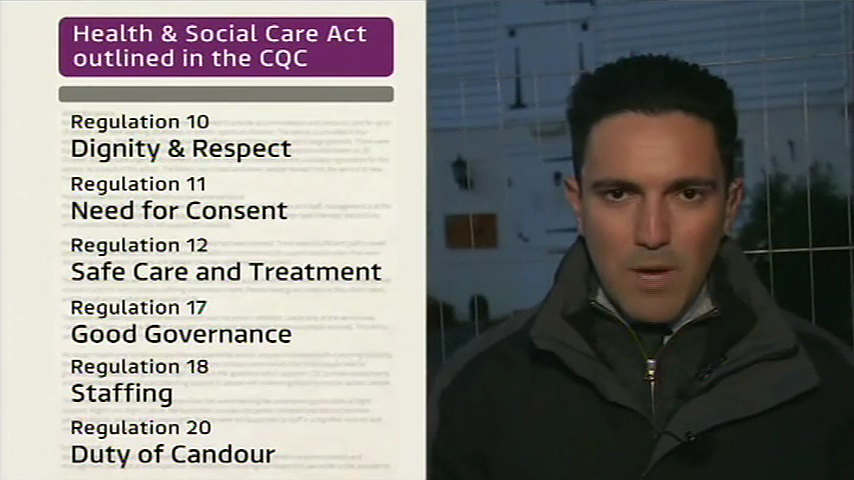 Health & Social Care Act
outlined in the CQC
Regulation 10
Dignity & Respect
Regulation 11
Need for Consent
Regulation 12
Safe Care and Treatment
Regulation 17
Good Governance
Regulation 18
Staffing
Regulation 20
Duty of Candour